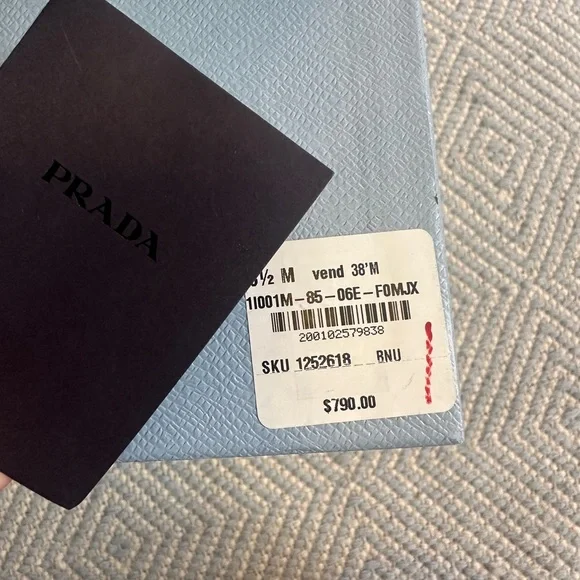 PRADA
½ M vend 38'M
1I001M-85-06E-F0MJX
200102579838
SKU 1252618 BNU
$790.00